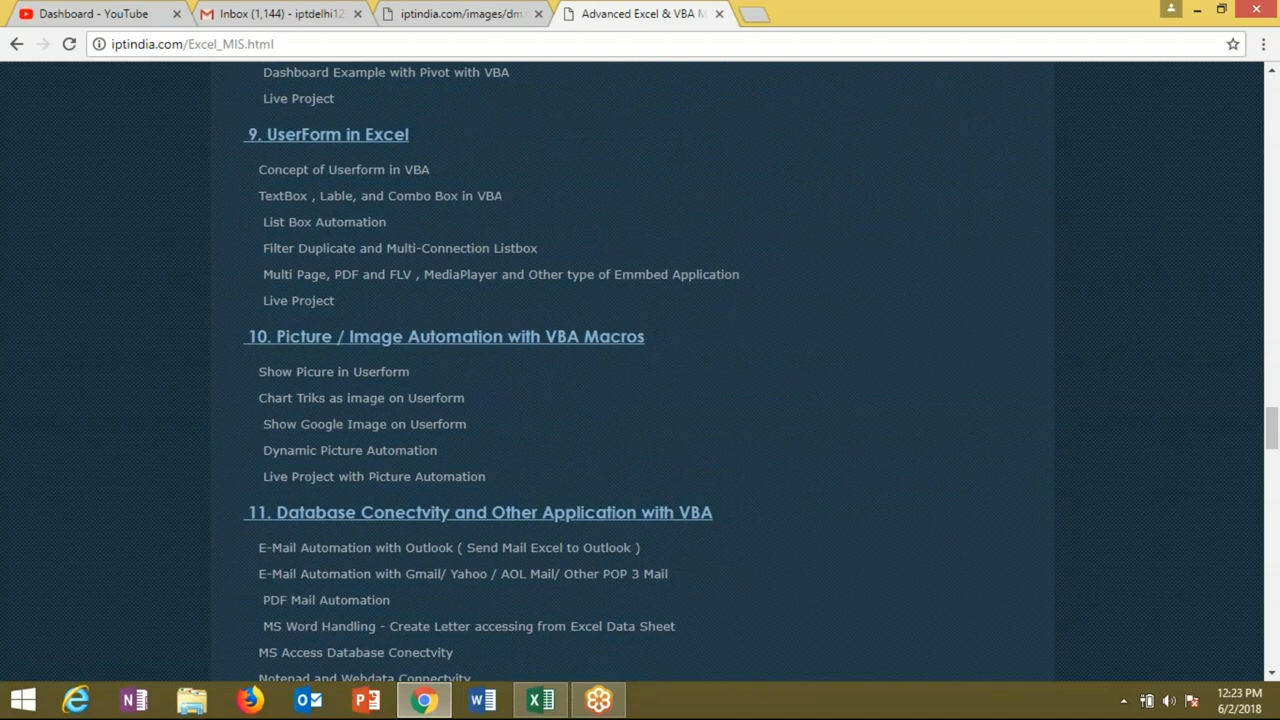 Dashboard - YouTube
Inbox (1,144) - iptdelhi12
iptindia.com/images/dm
Advanced Excel & VBA M
iptindia.com/Excel_MIS.html
Dashboard Example with Pivot with VBA
Live Project
9. UserForm in Excel
Concept of Userform in VBA
TextBox , Lable, and Combo Box in VBA
List Box Automation
Filter Duplicate and Multi-Connection Listbox
Multi Page, PDF and FLV , MediaPlayer and Other type of Emmbed Application
Live Project
10. Picture / Image Automation with VBA Macros
Show Picure in Userform
Chart Triks as image on Userform
Show Google Image on Userform
Dynamic Picture Automation
Live Project with Picture Automation
11. Database Conectvity and Other Application with VBA
E-Mail Automation with Outlook ( Send Mail Excel to Outlook )
E-Mail Automation with Gmail/ Yahoo / AOL Mail/ Other POP 3 Mail
PDF Mail Automation
MS Word Handling - Create Letter accessing from Excel Data Sheet
MS Access Database Conectvity
Notepad and Webdata Connectvity
12:23 PM
6/2/2018